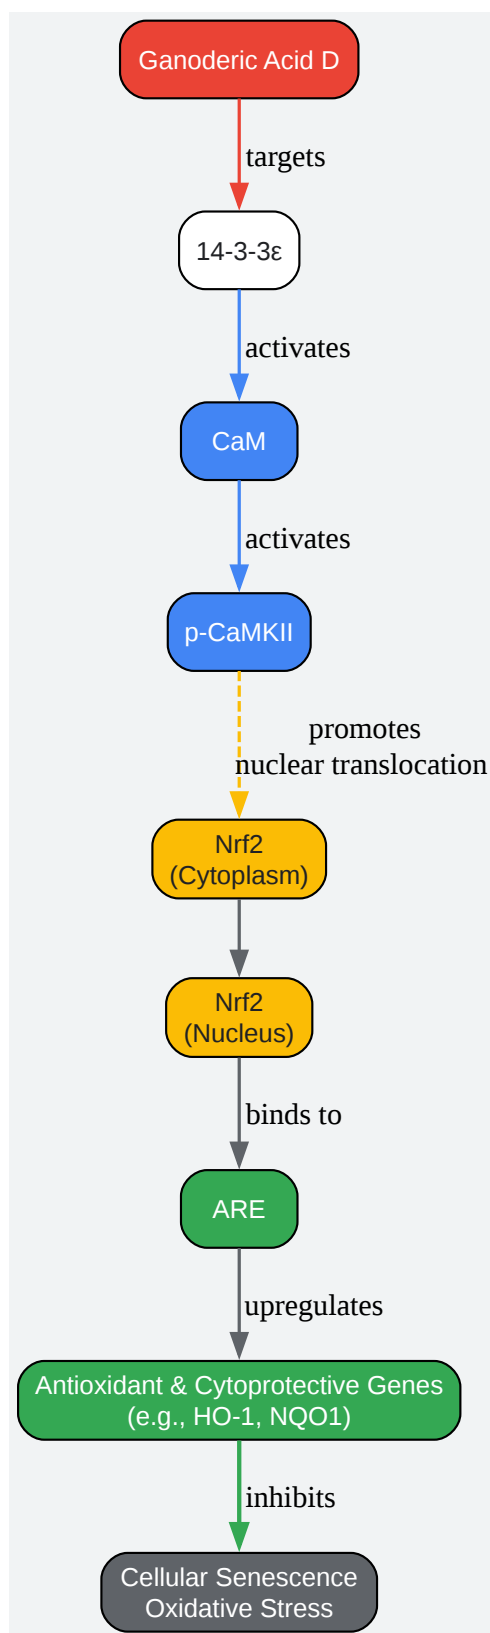 Ganoderic Acid D
targets
14-3-3ε
activates
CaM
activates
p-CaMKII
promotes
nuclear translocation
Nrf2
(Cytoplasm)
Nrf2
(Nucleus)
binds to
ARE
upregulates
Antioxidant & Cytoprotective Genes
(e.g., HO-1, NQO1)
inhibits
Cellular Senescence
Oxidative Stress